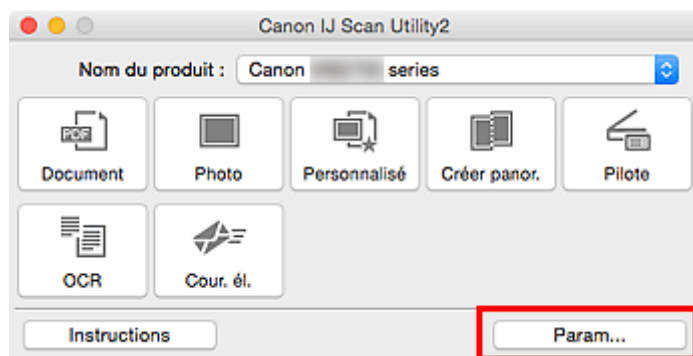 Canon IJ Scan Utility2
Nom du produit : Canon series
PDF
Document Photo Personnalisé Créer panor. Pilote
OCR Cour. él.
Instructions Param...